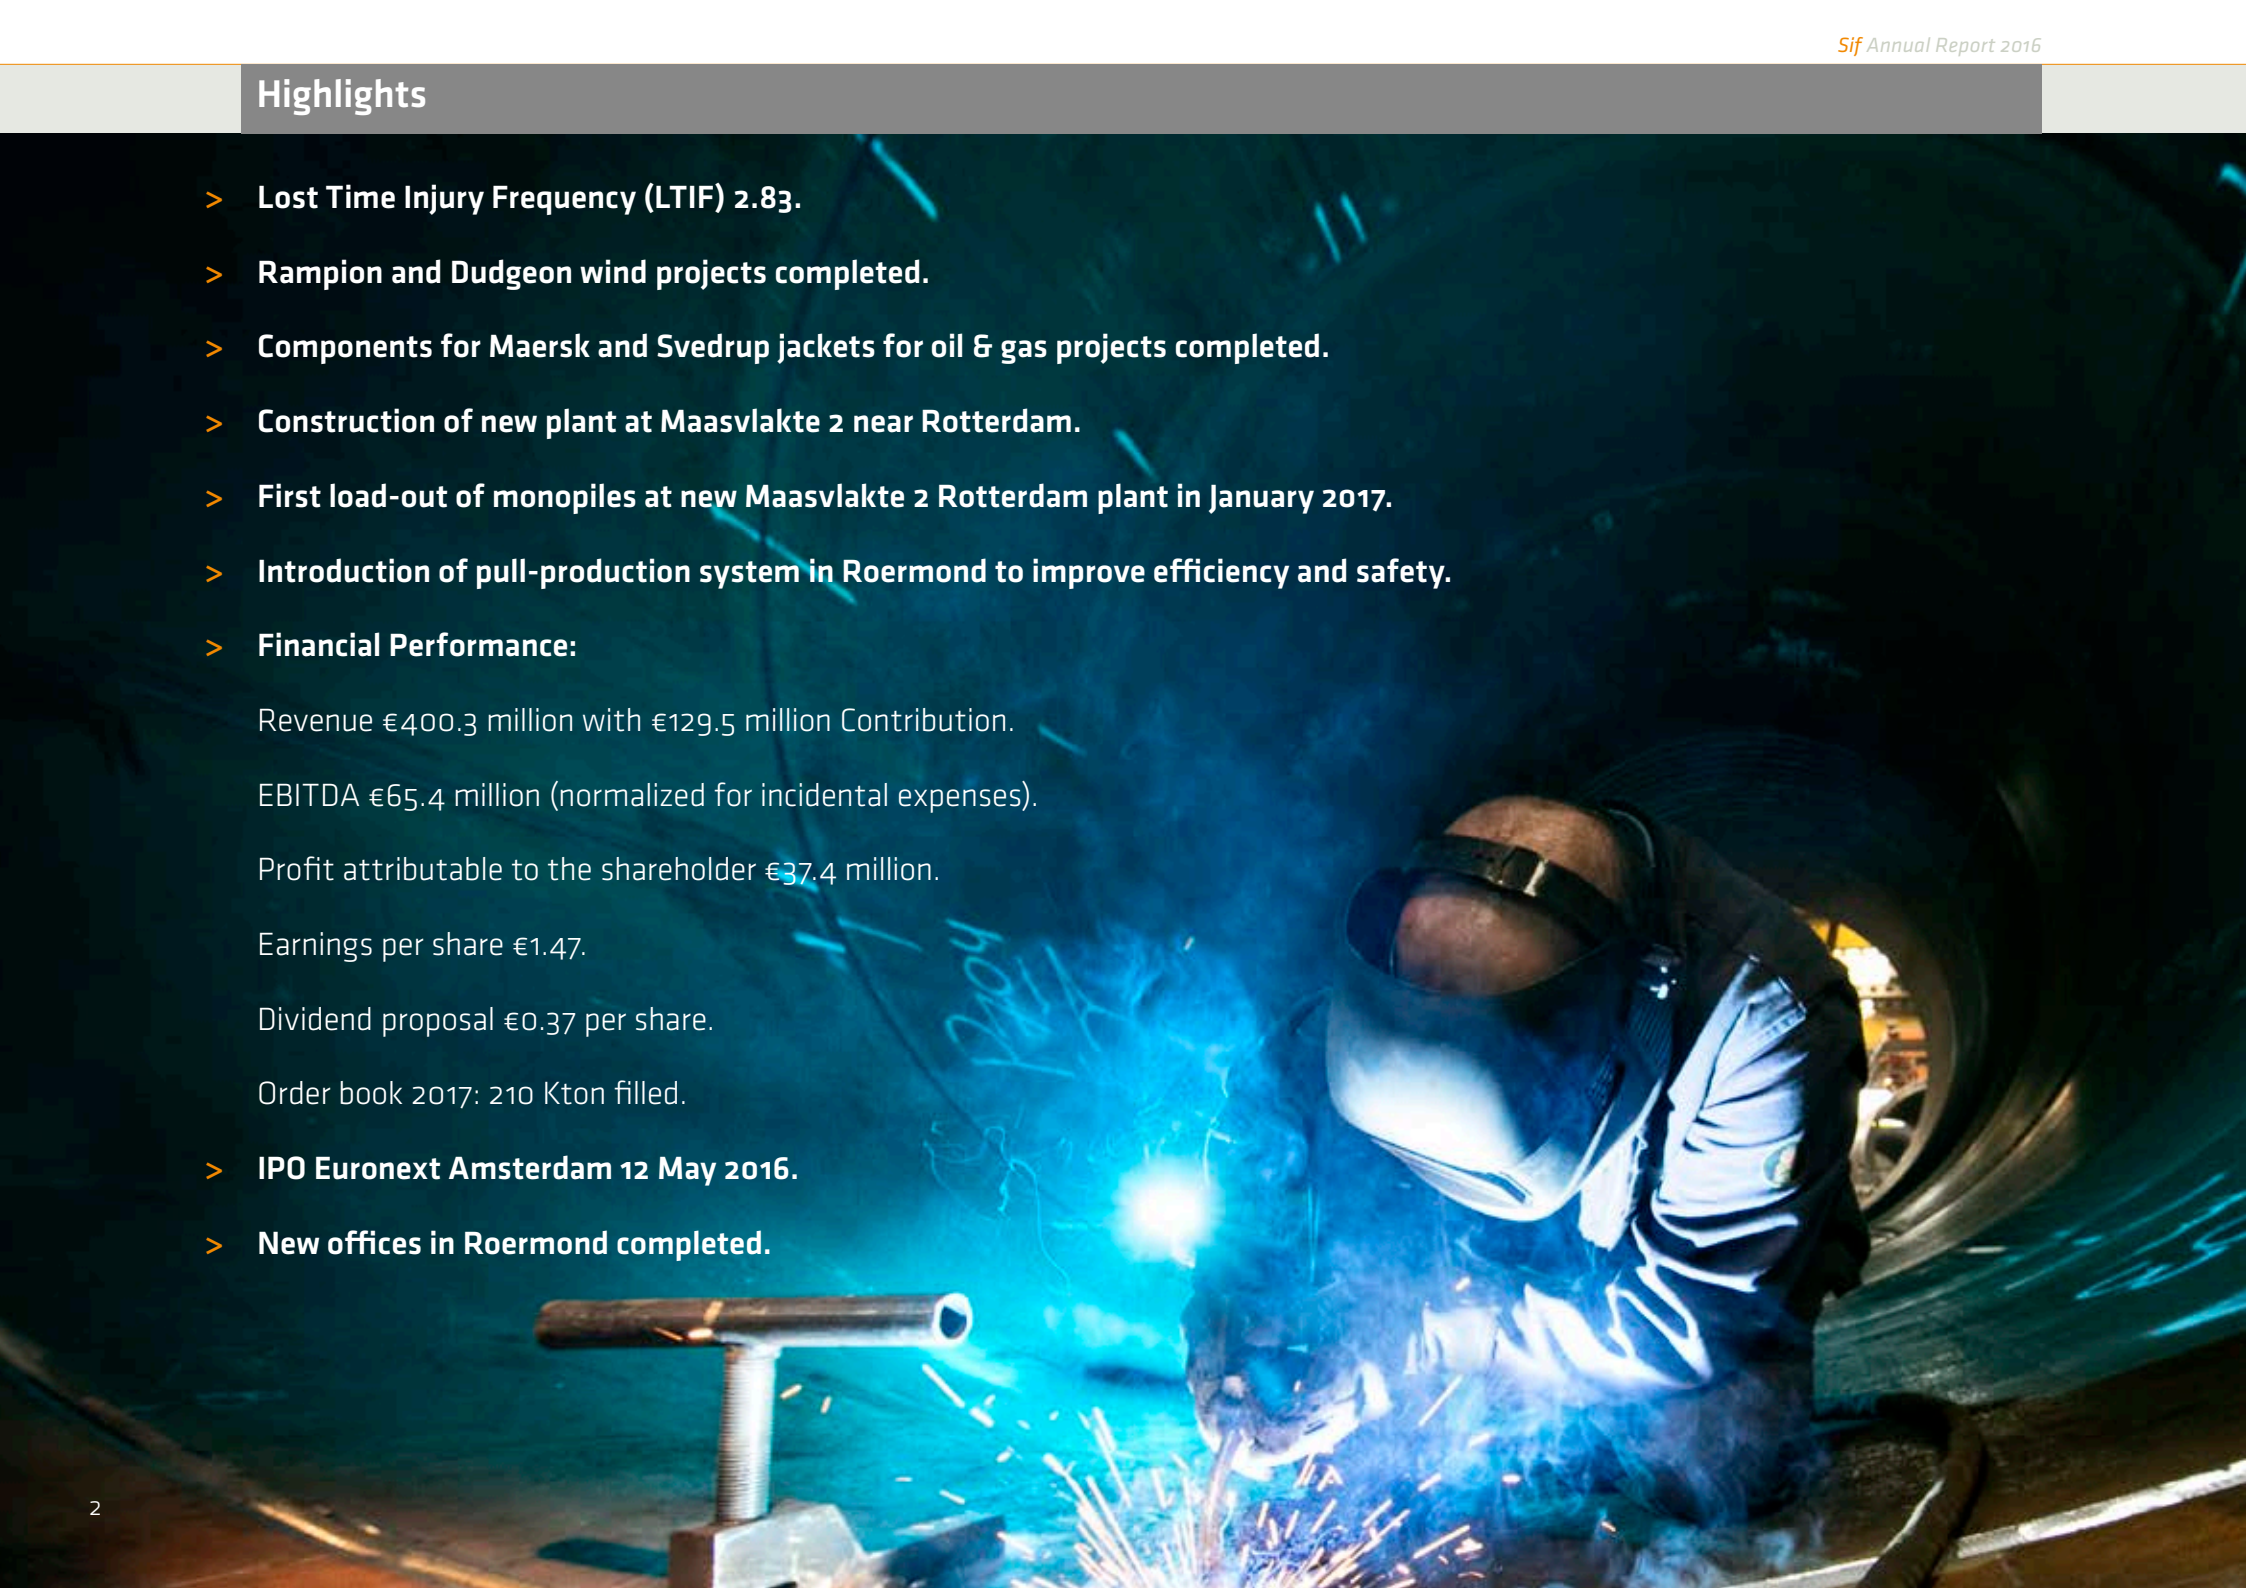 Sif Annual Report 2016
Highlights
> Lost Time Injury Frequency (LTIF) 2.83.
> Rampion and Dudgeon wind projects completed.
> Components for Maersk and Svedrup jackets for oil & gas projects completed.
> Construction of new plant at Maasvlakte 2 near Rotterdam.
> First load-out of monopiles at new Maasvlakte 2 Rotterdam plant in January 2017.
> Introduction of pull-production system in Roermond to improve efficiency and safety.
> Financial Performance:
Revenue €400.3 million with €129.5 million Contribution.
EBITDA €65.4 million (normalized for incidental expenses).
Profit attributable to the shareholder €37.4 million.
Earnings per share €1.47.
Dividend proposal €0.37 per share.
Order book 2017: 210 Kton filled.
> IPO Euronext Amsterdam 12 May 2016.
> New offices in Roermond completed.
2